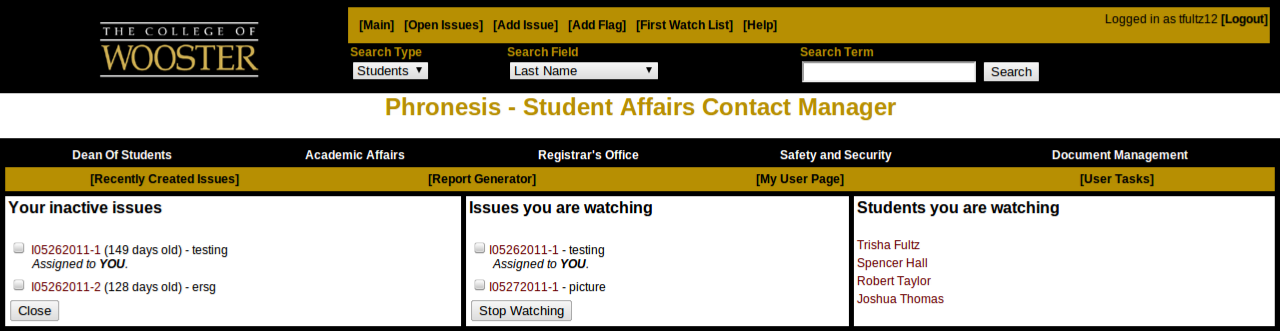 THE COLLEGE OF
WOOSTER
[Main] [Open Issues] [Add Issue] [Add Flag] [First Watch List] [Help]
Logged in as tfultz12 [Logout]
Search Type Search Field Search Term
Students Last Name Search
Phronesis - Student Affairs Contact Manager
Dean Of Students Academic Affairs Registrar's Office Safety and Security Document Management
[Recently Created Issues] [Report Generator] [My User Page] [User Tasks]
Your inactive issues
I05262011-1 (149 days old) - testing
Assigned to YOU.
I05262011-2 (128 days old) - ersg
Close
Issues you are watching
I05262011-1 - testing
Assigned to YOU.
I05272011-1 - picture
Stop Watching
Students you are watching
Trisha Fultz
Spencer Hall
Robert Taylor
Joshua Thomas